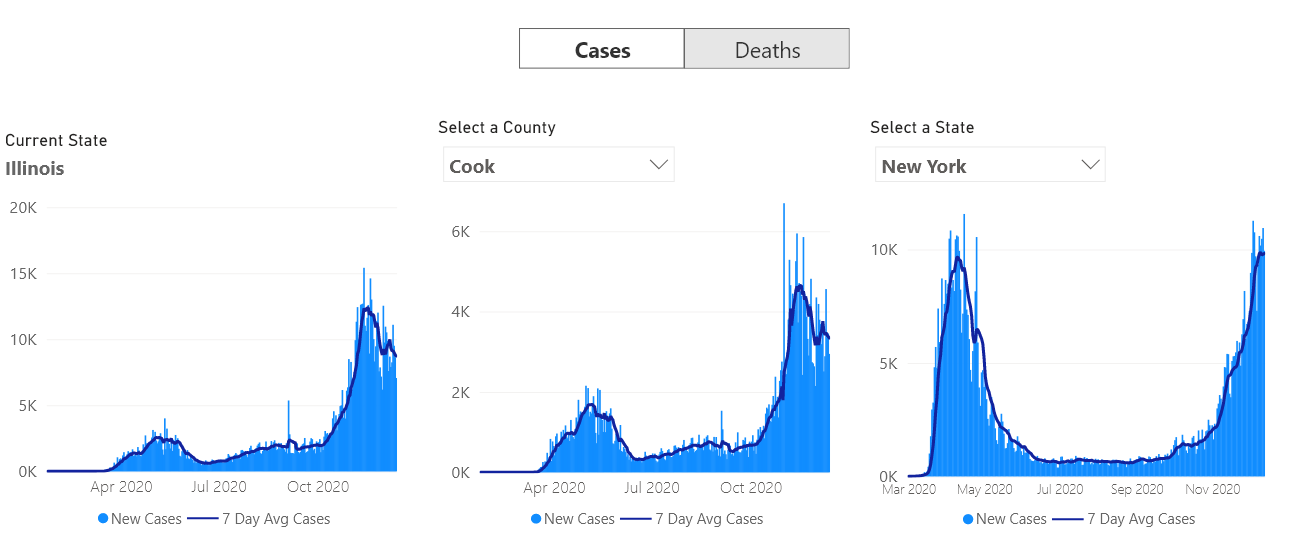 Cases
Deaths
Current State
Illinois
20K
15K
10K
5K
0K
Apr 2020
Jul 2020
Oct 2020
New Cases
7 Day Avg Cases
Select a County
Cook
6K
4K
2K
0K
Apr 2020
Jul 2020
Oct 2020
New Cases
7 Day Avg Cases
Select a State
New York
10K
5K
0K
Mar 2020
May 2020
Jul 2020
Sep 2020
Nov 2020
New Cases
7 Day Avg Cases